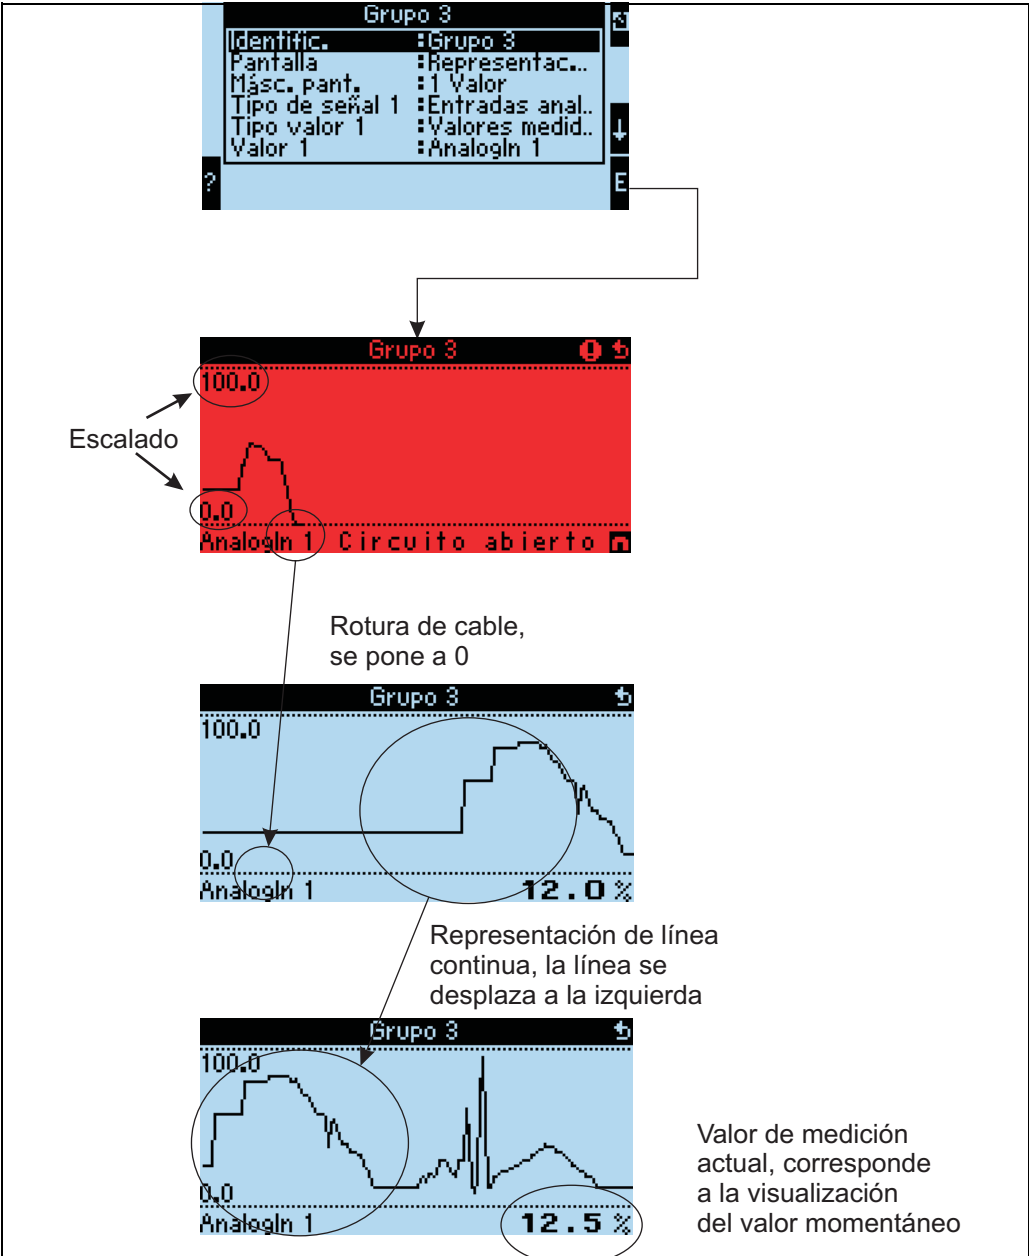 Grupo 3
Identific. :Grupo 3
Pantalla :Representac...
Másc. pant. :1 Valor
Tipo de señal 1 :Entradas anal..
Tipo valor 1 :Valores medid..
Valor 1 :AnalogIn 1
? E
Grupo 3
100.0
Escalado
0.0
AnalogIn 1 Circuito abierto
Rotura de cable,
se pone a 0
Grupo 3
100.0
0.0
AnalogIn 1 12.0 %
Representación de línea
continua, la línea se
desplaza a la izquierda
Grupo 3
100.0
0.0
AnalogIn 1 12.5 %
Valor de medición
actual, corresponde
a la visualización
del valor momentáneo